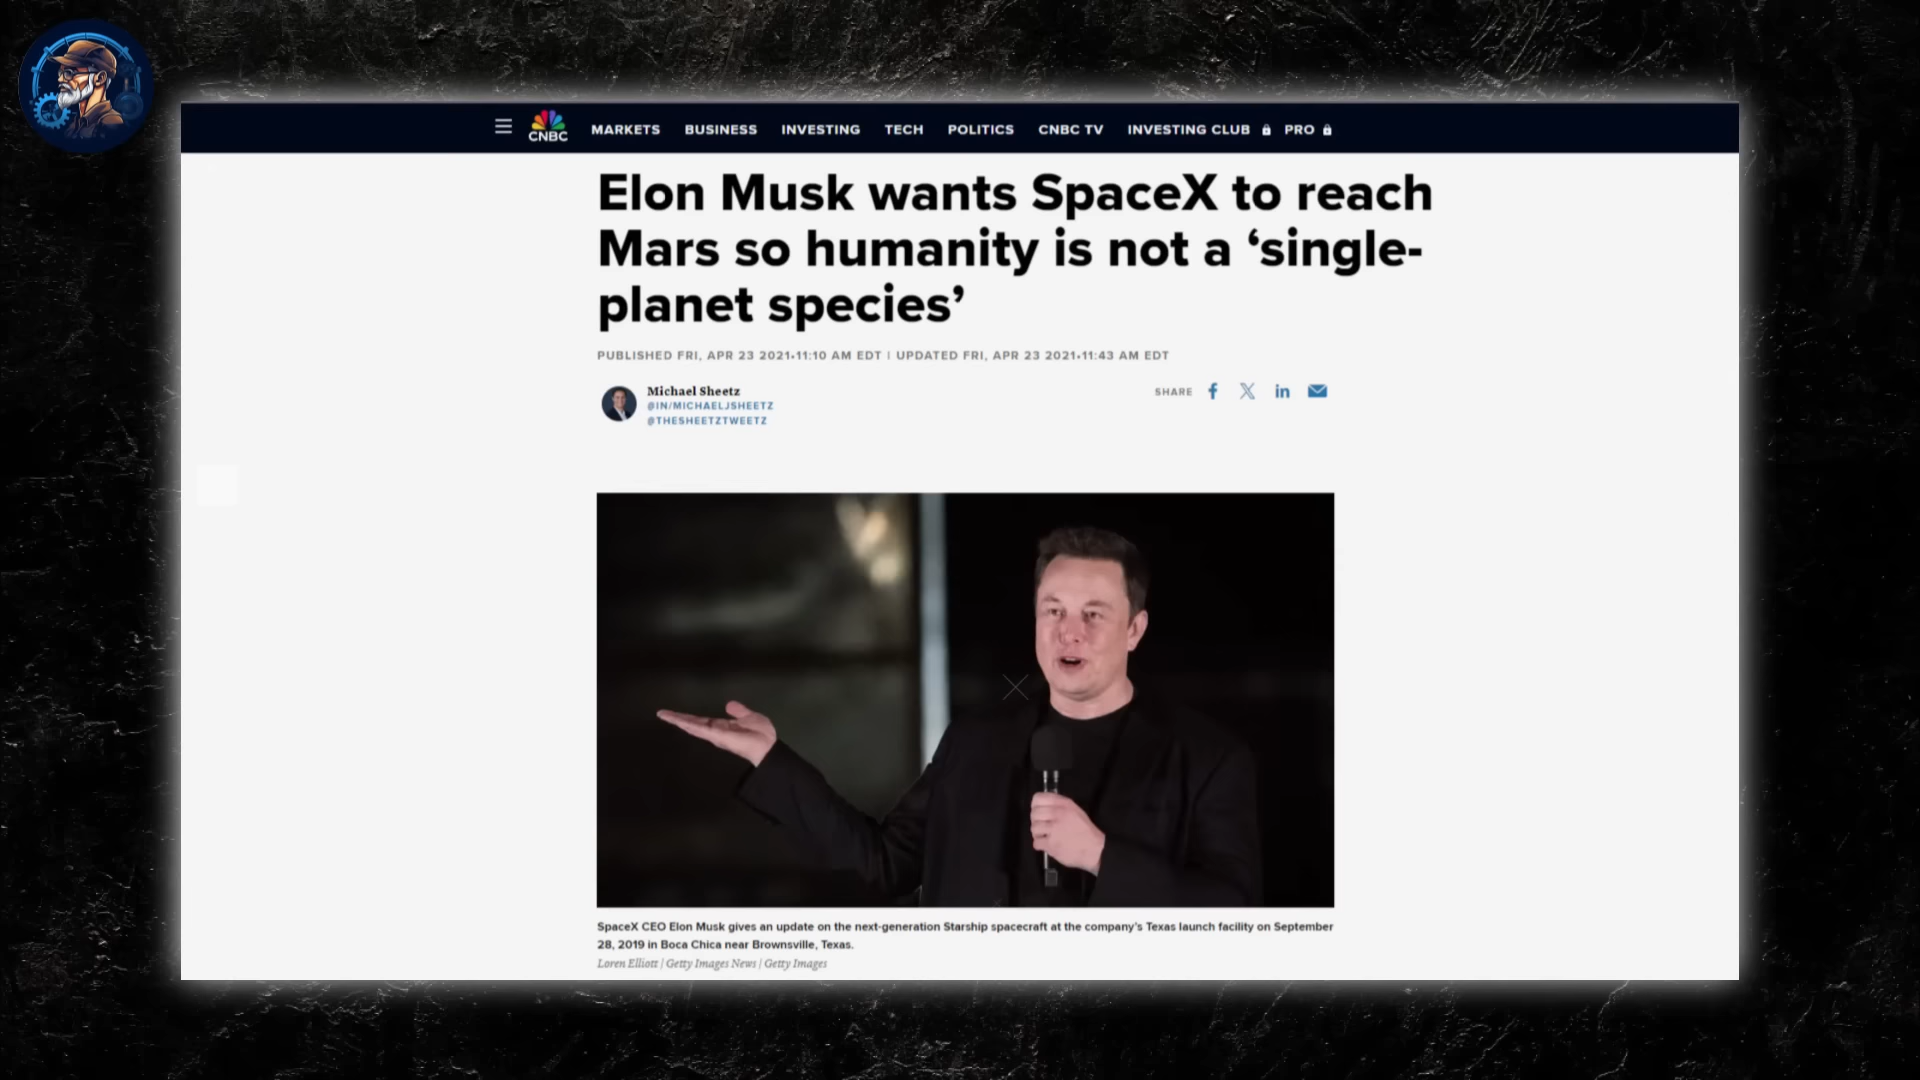 CNBC
MARKETS BUSINESS INVESTING TECH POLITICS CNBC TV INVESTING CLUB PRO
Elon Musk wants SpaceX to reach
Mars so humanity is not a ‘single-
planet species’
PUBLISHED FRI, APR 23 2021•11:10 AM EDT | UPDATED FRI, APR 23 2021•11:43 AM EDT
Michael Sheetz
@IN/MICHAELJSHEETZ
@THESHEETZTWEETZ
SHARE
SpaceX CEO Elon Musk gives an update on the next-generation Starship spacecraft at the company’s Texas launch facility on September
28, 2019 in Boca Chica near Brownsville, Texas.
Loren Elliott | Getty Images News | Getty Images